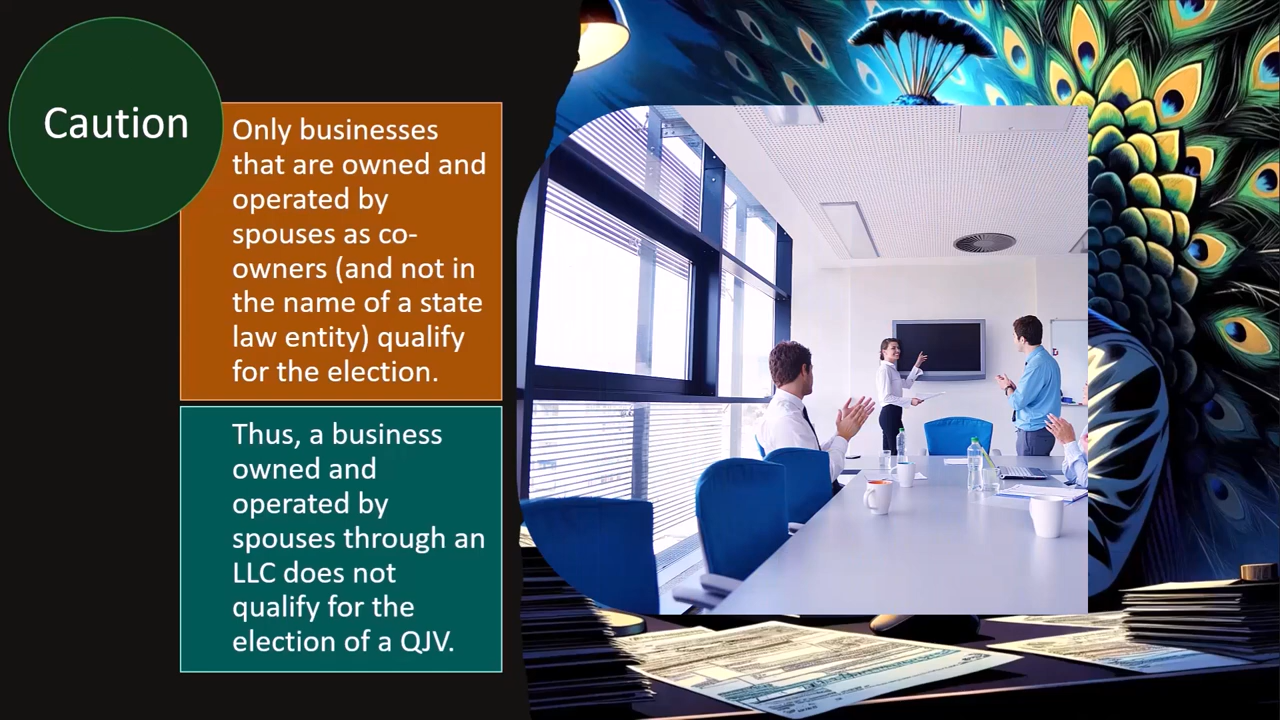 Caution
Only businesses
that are owned and
operated by
spouses as co-
owners (and not in
the name of a state
law entity) qualify
for the election.
Thus, a business
owned and
operated by
spouses through an
LLC does not
qualify for the
election of a QJV.